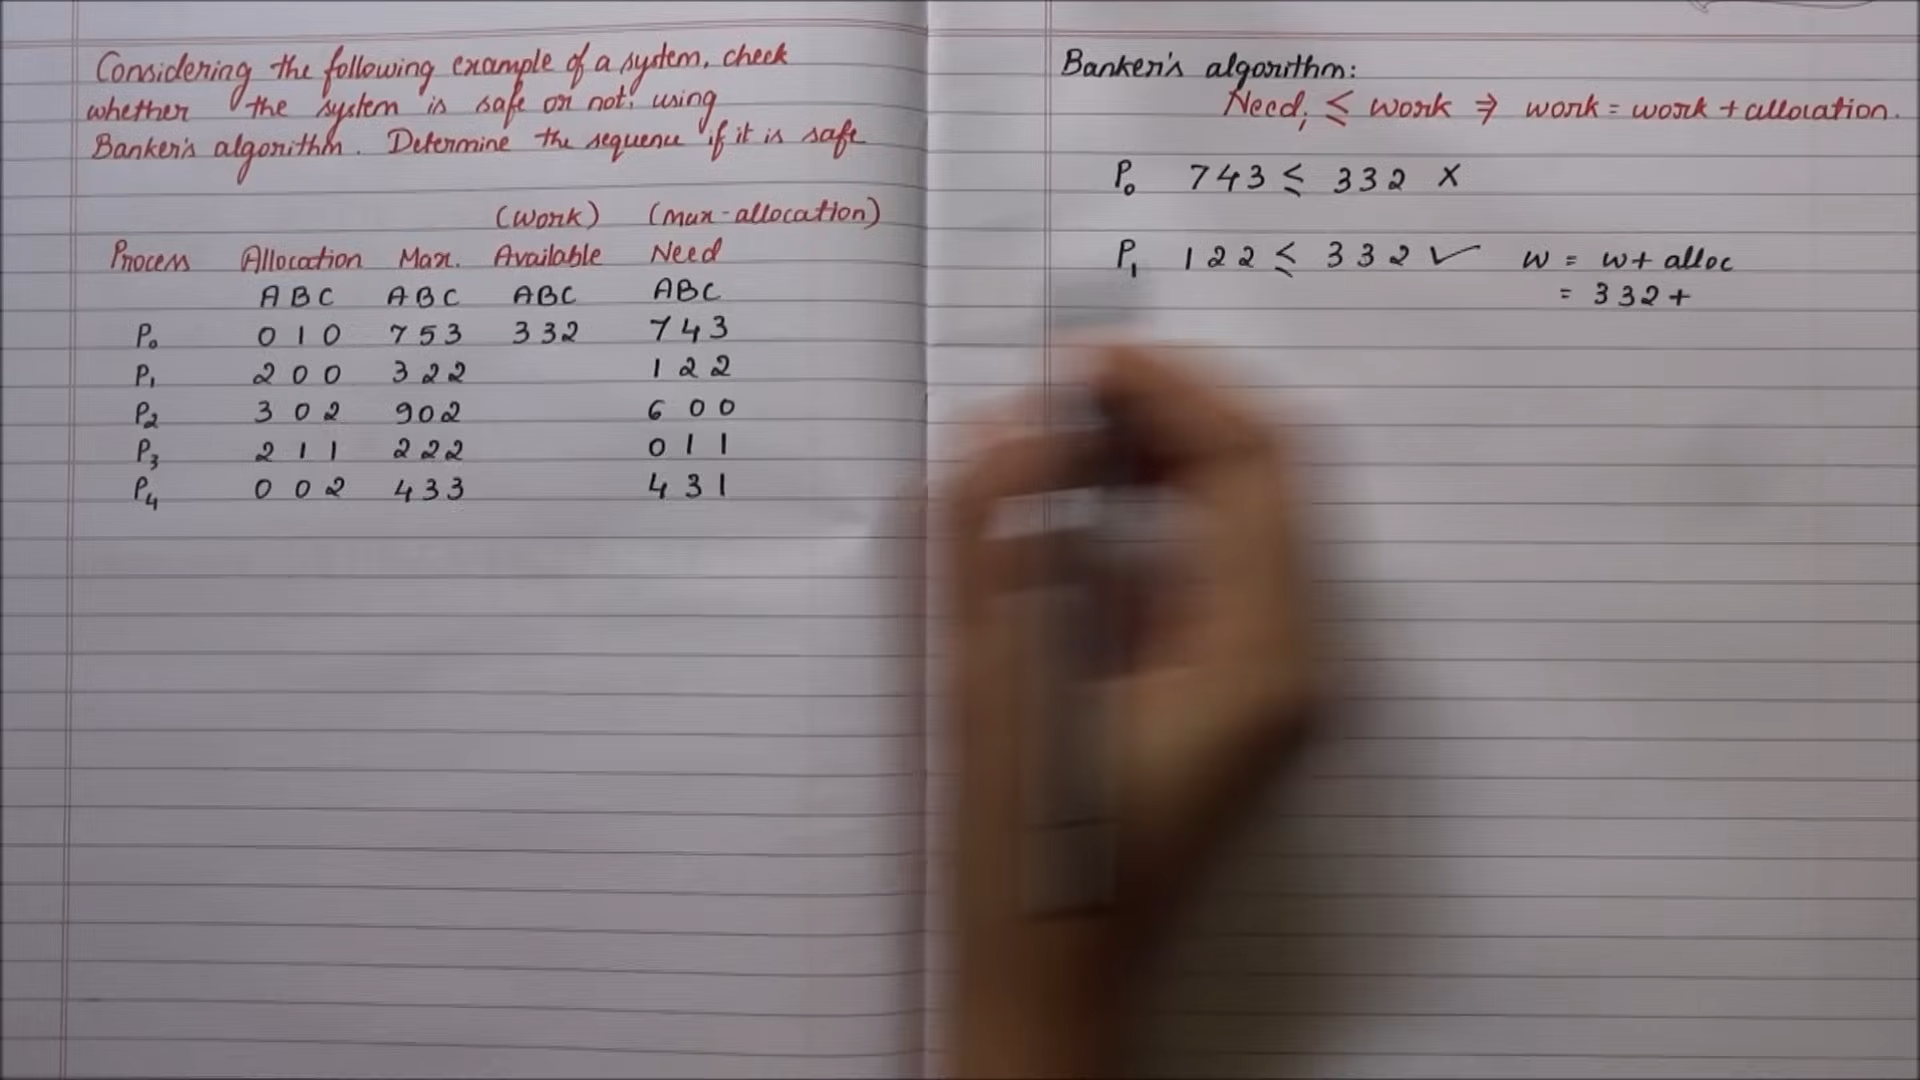 Considering the following example of a system, check
whether the system is safe or not, using
Banker's algorithm. Determine the sequence if it is safe
(Work) (max-allocation)
Process Allocation Max. Available Need
A B C A B C A B C A B C
P0 0 1 0 7 5 3 3 3 2 7 4 3
P1 2 0 0 3 2 2 1 2 2
P2 3 0 2 9 0 2 6 0 0
P3 2 1 1 2 2 2 0 1 1
P4 0 0 2 4 3 3 4 3 1
Banker's algorithm:
Needi ≤ work ⇒ work = work + allocation.
P0 7 4 3 ≤ 3 3 2 ×
P1 1 2 2 ≤ 3 3 2 ✓ w = w + alloc
= 3 3 2 +